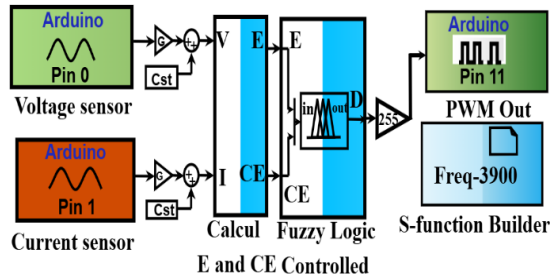 Arduino
Pin 0
Voltage sensor
G
Cst
V
E
E
Arduino
Pin 11
PWM Out
in
out
D
255
Arduino
Pin 1
Current sensor
G
Cst
I
CE
CE
Calcul
Fuzzy Logic
E and CE Controlled
Freq-3900
S-function Builder